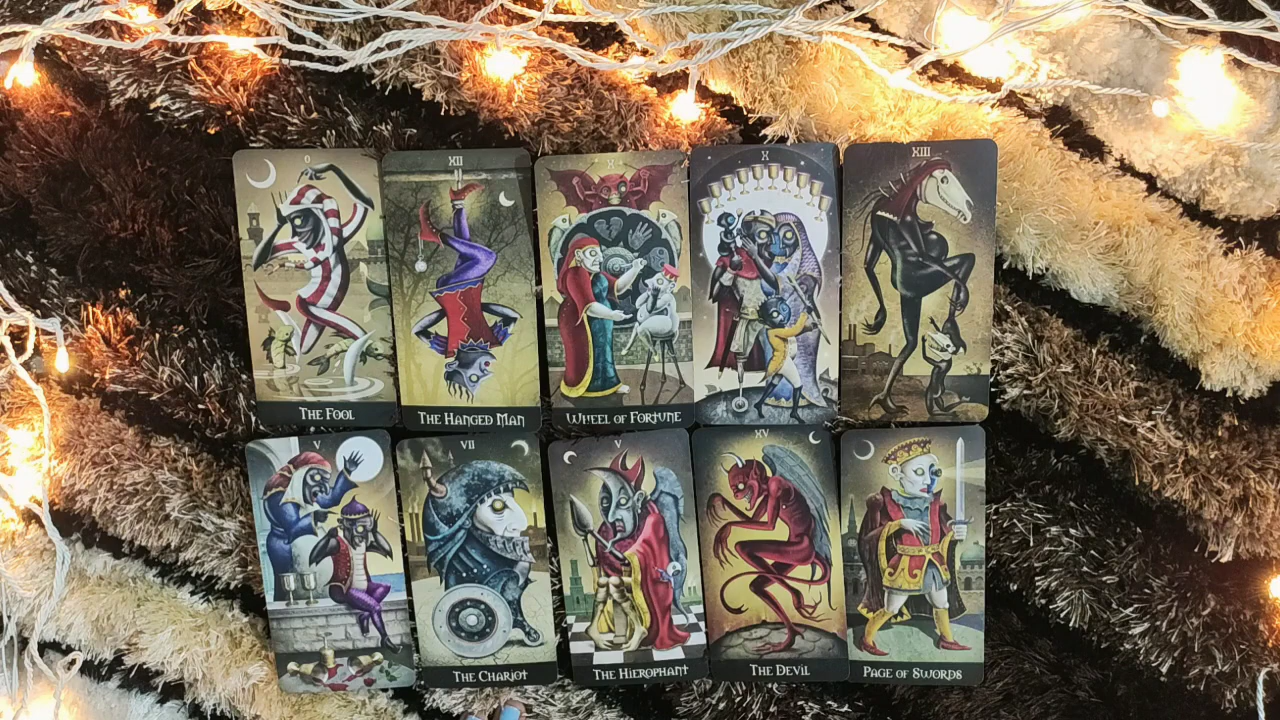 0
XII
X
X
XIII
THE FOOL
THE HANGED MAN
WHEEL OF FORTUNE
V
VII
V
XV
THE CHARIOT
THE HIEROPHANT
THE DEVIL
PAGE OF SWORDS